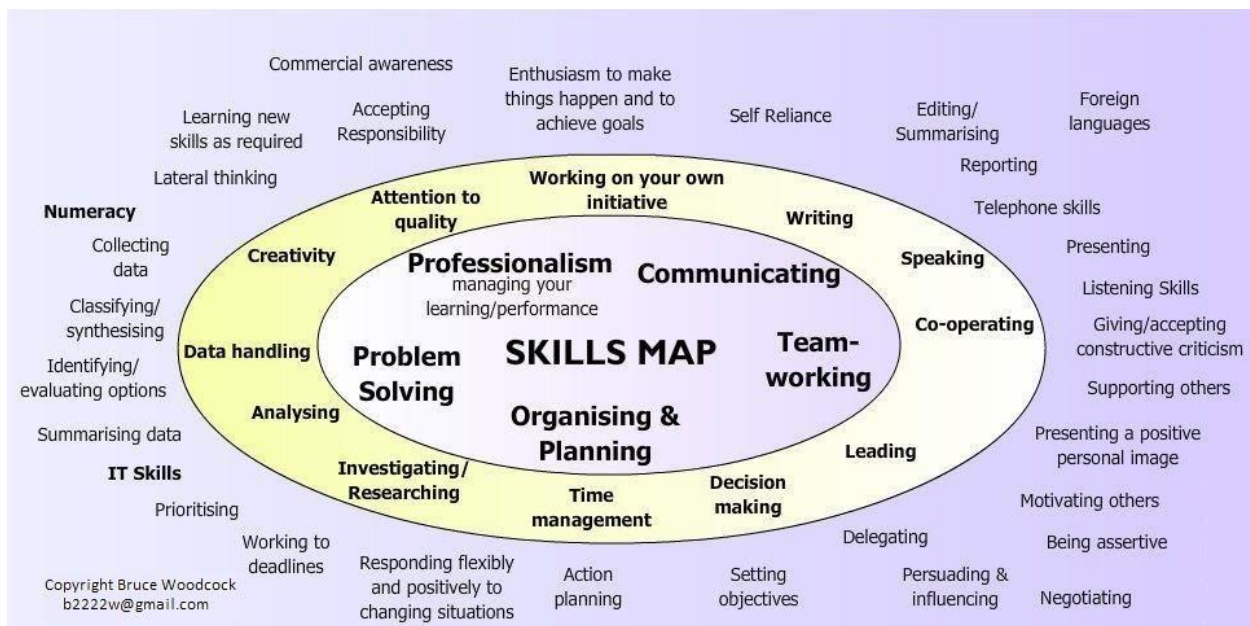 Commercial awareness
Enthusiasm to make
things happen and to
achieve goals
Learning new
skills as required
Accepting
Responsibility
Self Reliance
Editing/
Summarising
Foreign
languages
Lateral thinking
Reporting
Numeracy
Telephone skills
Collecting
data
Presenting
Classifying/
synthesising
Listening Skills
Identifying/
evaluating options
Giving/accepting
constructive criticism
Summarising data
Supporting others
IT Skills
Presenting a positive
personal image
Prioritising
Motivating others
Working to
deadlines
Responding flexibly
and positively to
changing situations
Action
planning
Setting
objectives
Delegating
Being assertive
Persuading &
influencing
Negotiating
Attention to
quality
Working on your own
initiative
Writing
Creativity
Speaking
Data handling
Co-operating
Analysing
Leading
Investigating/
Researching
Time
management
Decision
making
Professionalism
managing your
learning/performance
Communicating
Problem
Solving
SKILLS MAP
Team-
working
Organising &
Planning
Copyright Bruce Woodcock
b2222w@gmail.com